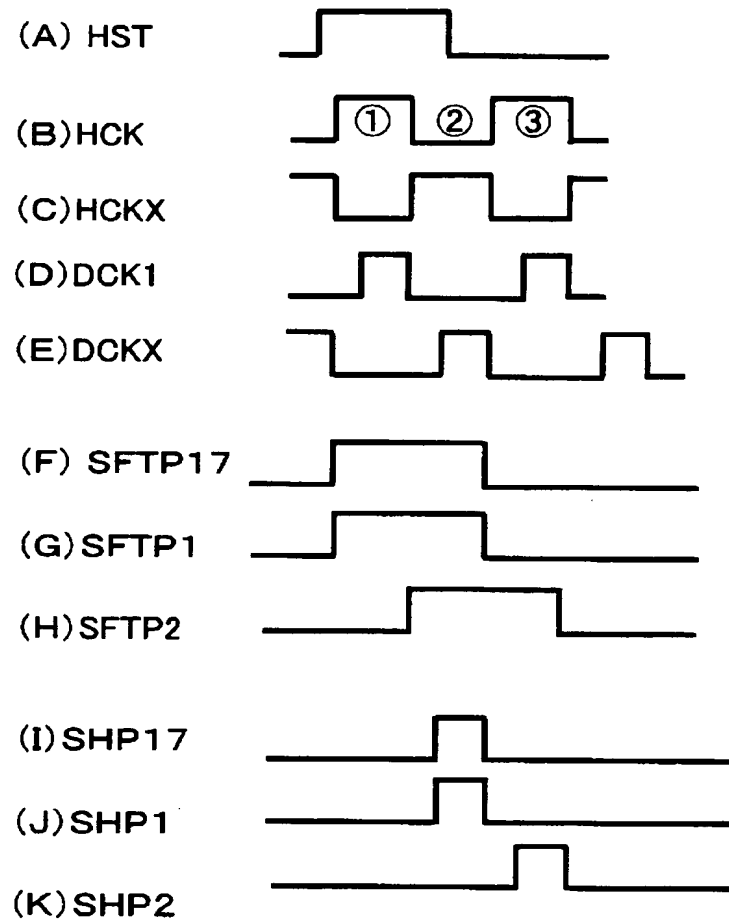 (A) HST
(B)HCK ① ② ③
(C)HCKX
(D)DCK1
(E)DCKX
(F) SFTP17
(G)SFTP1
(H)SFTP2
(I)SHP17
(J)SHP1
(K)SHP2